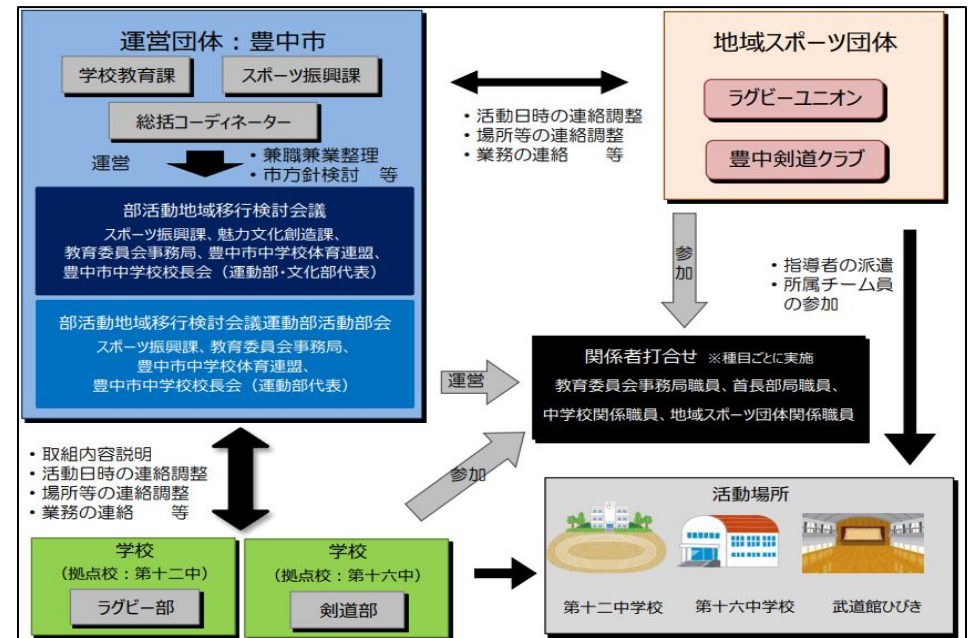 運営団体:豊中市
学校教育課
スポーツ振興課
総括コーディネーター
運営
・兼職兼業整理
・市方針検討 等
部活動地域移行検討会議
スポーツ振興課、魅力文化創造課、
教育委員会事務局、豊中市中学校体育連盟、
豊中市中学校校長会(運動部・文化部代表)
部活動地域移行検討会議運動部活動部会
スポーツ振興課、教育委員会事務局、
豊中市中学校体育連盟、
豊中市中学校校長会(運動部代表)
・活動日時の連絡調整
・場所等の連絡調整
・業務の連絡 等
地域スポーツ団体
ラグビーユニオン
豊中剣道クラブ
参加
・指導者の派遣
・所属チーム員
の参加
運営
関係者打合せ ※種目ごとに実施
教育委員会事務局職員、首長部局職員、
中学校関係職員、地域スポーツ団体関係職員
・取組内容説明
・活動日時の連絡調整
・場所等の連絡調整
・業務の連絡 等
参加
学校
(拠点校:第十二中)
ラグビー部
学校
(拠点校:第十六中)
剣道部
活動場所
第十二中学校
第十六中学校
武道館ひびき